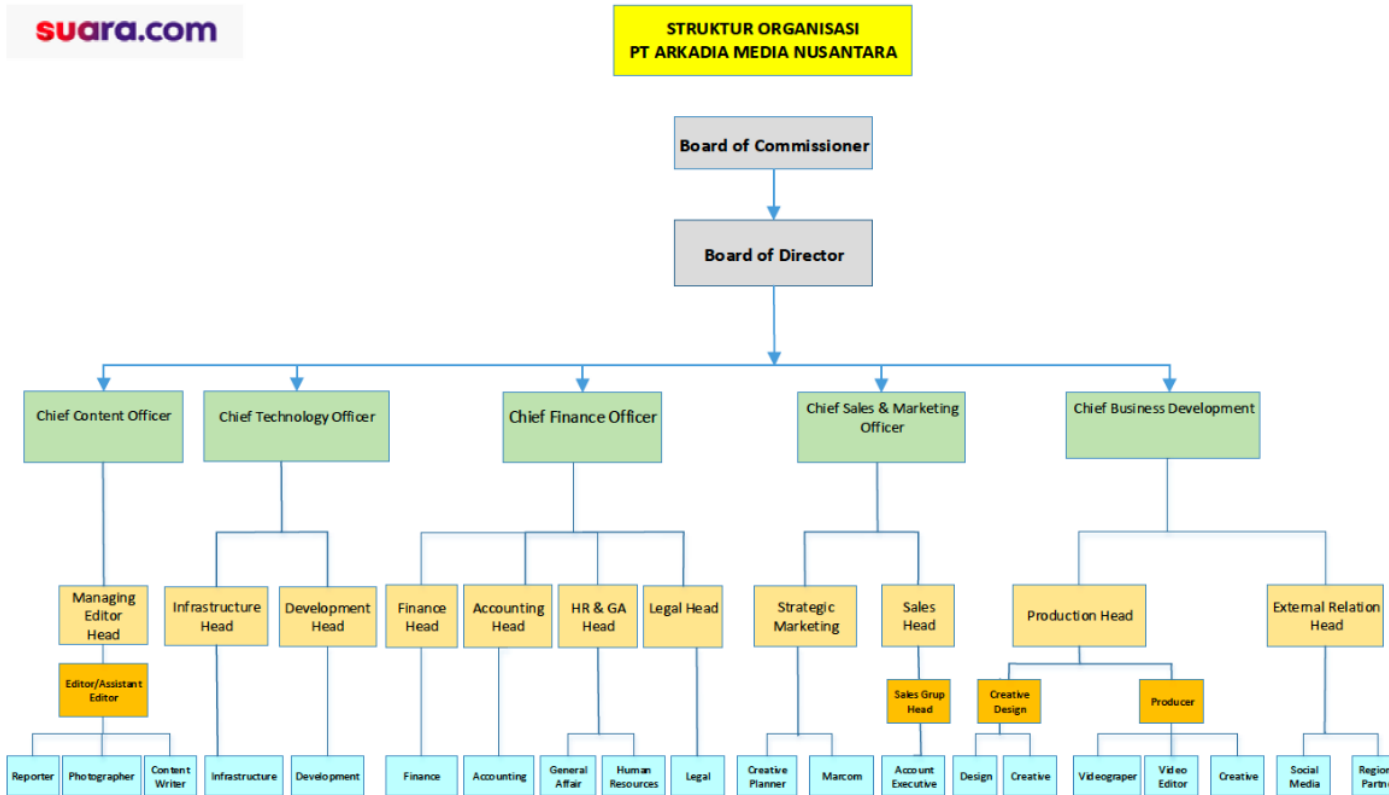 suara.com
STRUKTUR ORGANISASI
PT ARKADIA MEDIA NUSANTARA
Board of Commissioner
Board of Director
Chief Content Officer
Chief Technology Officer
Chief Finance Officer
Chief Sales & Marketing
Officer
Chief Business Development
Managing
Editor
Head
Infrastructure
Head
Development
Head
Finance
Head
Accounting
Head
HR & GA
Head
Legal Head
Strategic
Marketing
Sales
Head
Production Head
External Relation
Head
Editor/Assistant
Editor
Sales Grup
Head
Creative
Design
Producer
Reporter
Photographer
Content
Writer
Infrastructure
Development
Finance
Accounting
General
Affair
Human
Resources
Legal
Creative
Planner
Marcom
Account
Executive
Design
Creative
Videograper
Video
Editor
Creative
Social
Media
Region
Partne